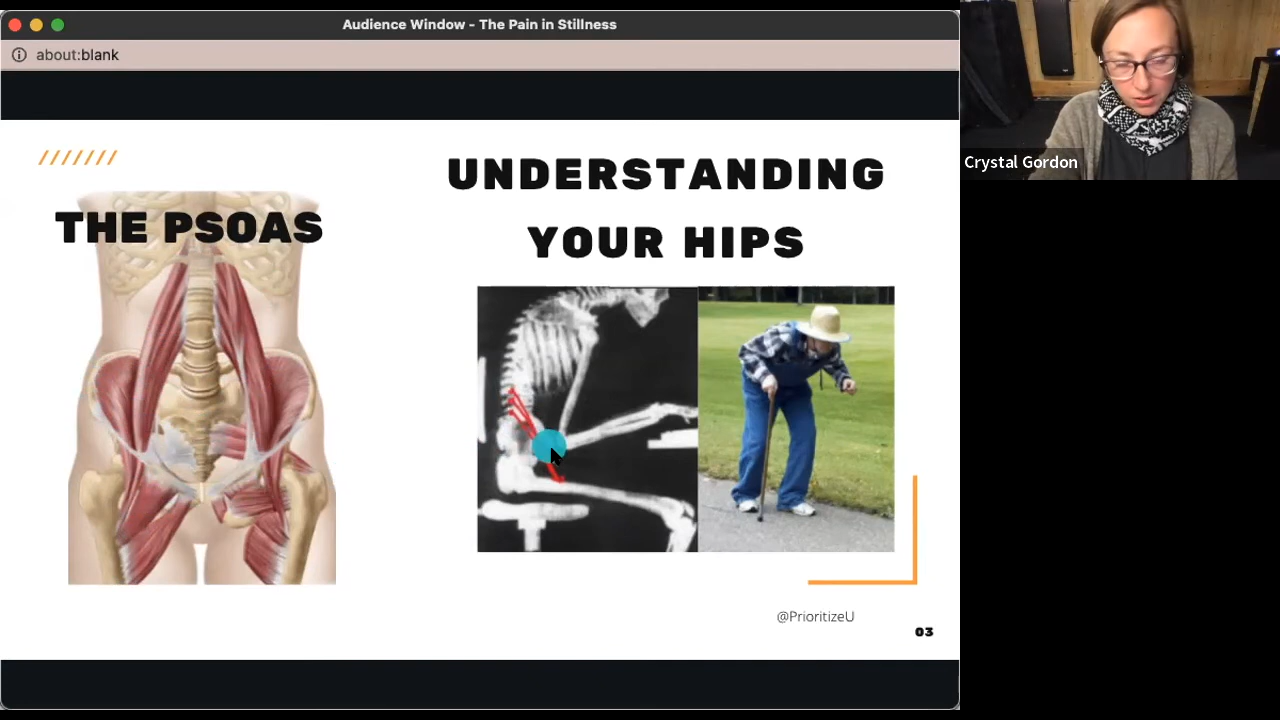 Audience Window - The Pain in Stillness
about:blank
THE PSOAS
UNDERSTANDING
YOUR HIPS
@PrioritizeU
03
Crystal Gordon